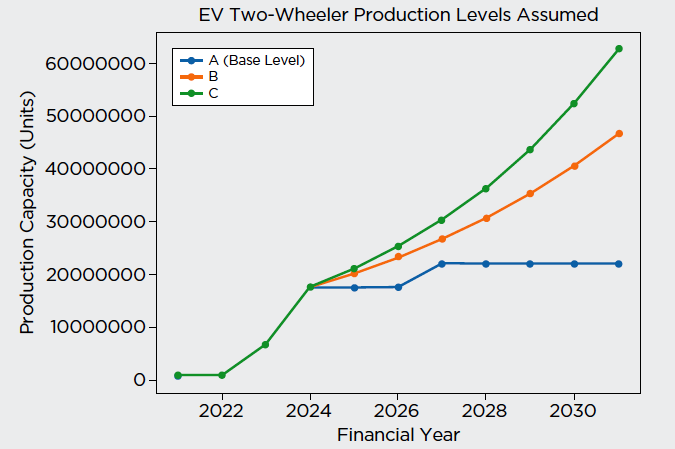 EV Two-Wheeler Production Levels Assumed
A (Base Level)
B
C
Production Capacity (Units)
60000000
50000000
40000000
30000000
20000000
10000000
0
2022 2024 2026 2028 2030
Financial Year